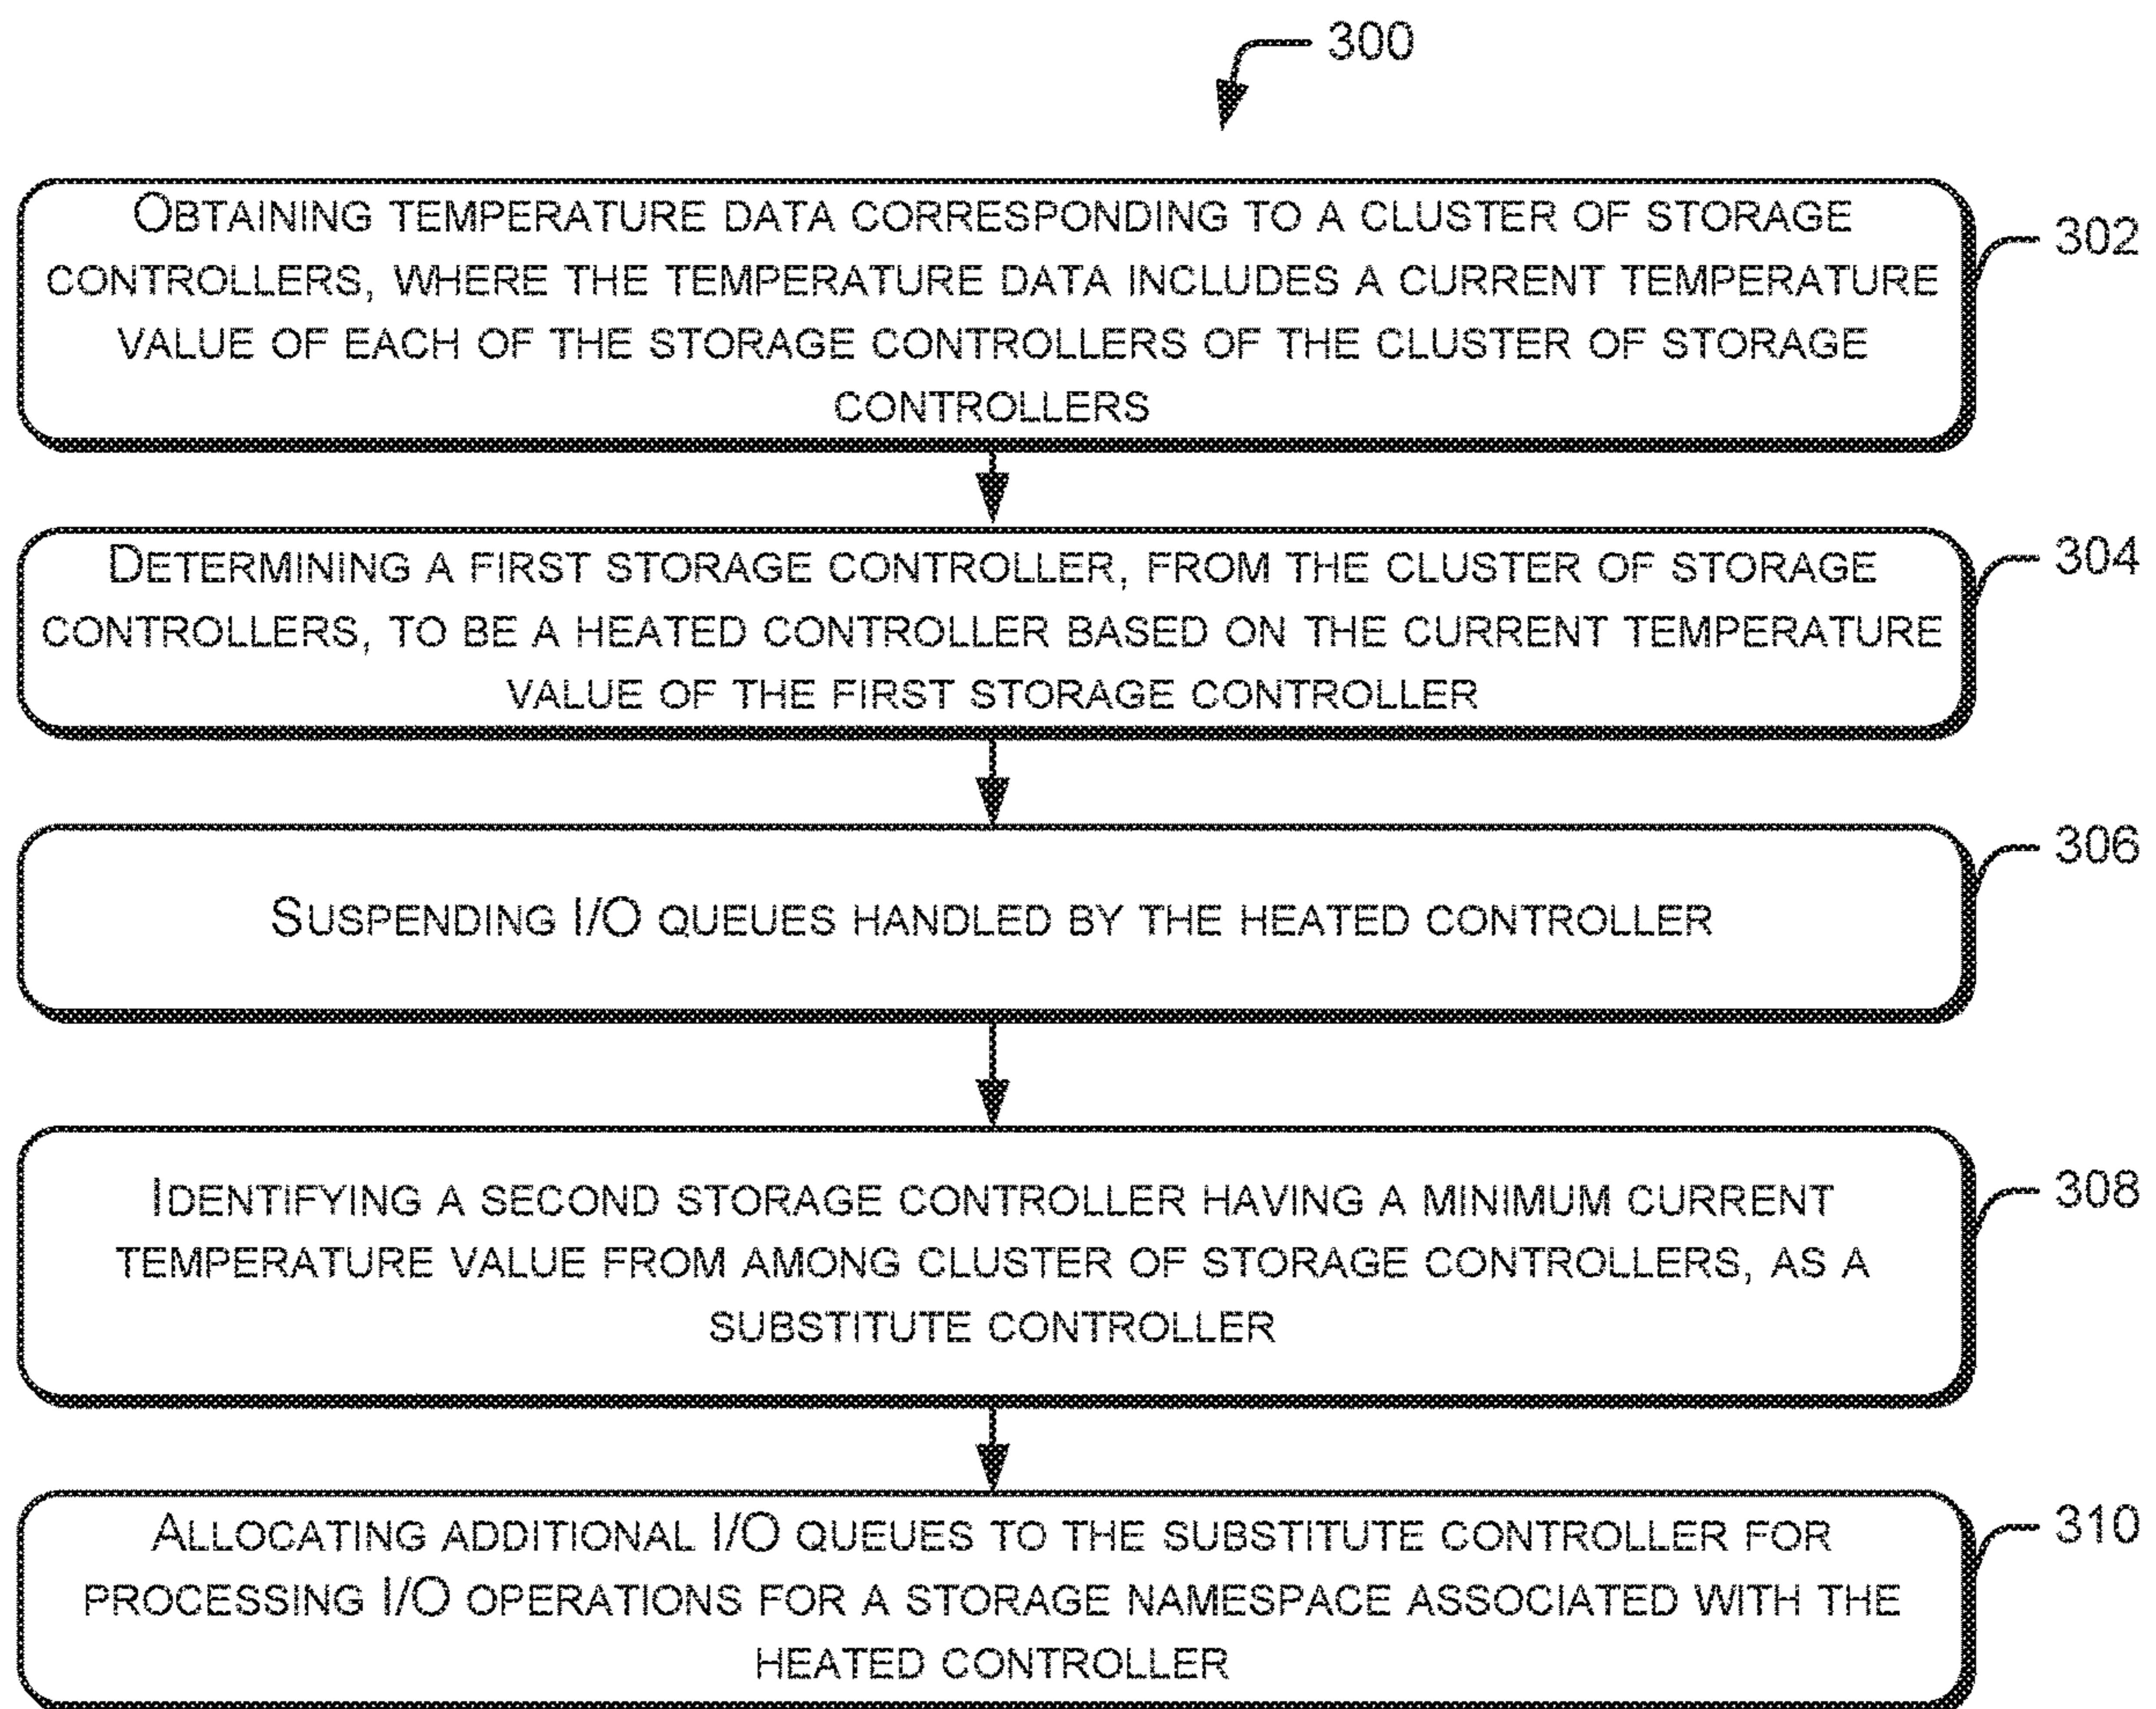 300
OBTAINING TEMPERATURE DATA CORRESPONDING TO A CLUSTER OF STORAGE
CONTROLLERS, WHERE THE TEMPERATURE DATA INCLUDES A CURRENT TEMPERATURE
VALUE OF EACH OF THE STORAGE CONTROLLERS OF THE CLUSTER OF STORAGE
CONTROLLERS
302
DETERMINING A FIRST STORAGE CONTROLLER, FROM THE CLUSTER OF STORAGE
CONTROLLERS, TO BE A HEATED CONTROLLER BASED ON THE CURRENT TEMPERATURE
VALUE OF THE FIRST STORAGE CONTROLLER
304
SUSPENDING I/O QUEUES HANDLED BY THE HEATED CONTROLLER
306
IDENTIFYING A SECOND STORAGE CONTROLLER HAVING A MINIMUM CURRENT
TEMPERATURE VALUE FROM AMONG CLUSTER OF STORAGE CONTROLLERS, AS A
SUBSTITUTE CONTROLLER
308
ALLOCATING ADDITIONAL I/O QUEUES TO THE SUBSTITUTE CONTROLLER FOR
PROCESSING I/O OPERATIONS FOR A STORAGE NAMESPACE ASSOCIATED WITH THE
HEATED CONTROLLER
310